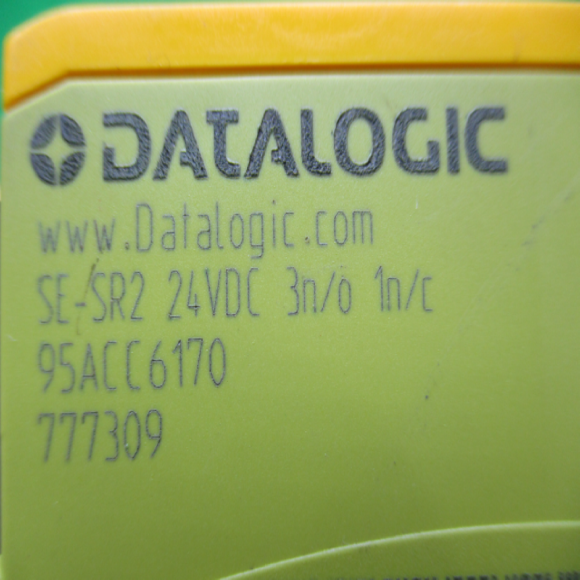 DATALOGIC
www.Datalogic.com
SE-SR2 24VDC 3n/o 1n/c
95ACC6170
777309